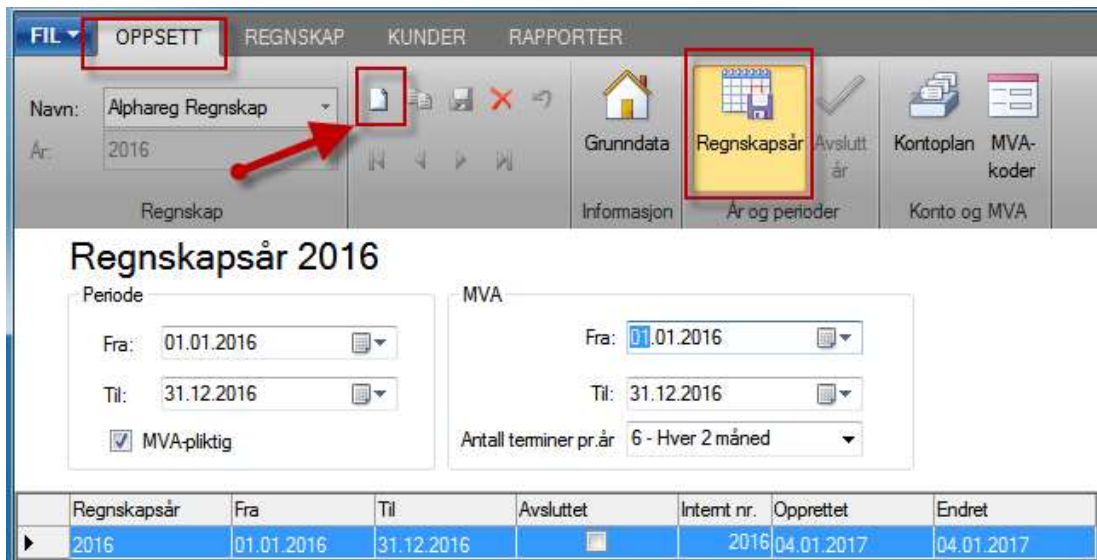 FIL OPPSETT REGNSKAP KUNDER RAPPORTER
Navn: Alphareg Regnskap
År: 2016
Grunndata Regnskapsår Avslutt år Kontoplan MVA-koder
Regnskap Informasjon År og perioder Konto og MVA
Regnskapsår 2016
Periode MVA
Fra: 01.01.2016 Fra: 01.01.2016
Til: 31.12.2016 Til: 31.12.2016
MVA-pliktig Antall terminer pr.år 6 - Hver 2 måned
Regnskapsår Fra Til Avsluttet Internt nr. Opprettet Endret
2016 01.01.2016 31.12.2016 2016 04.01.2017 04.01.2017